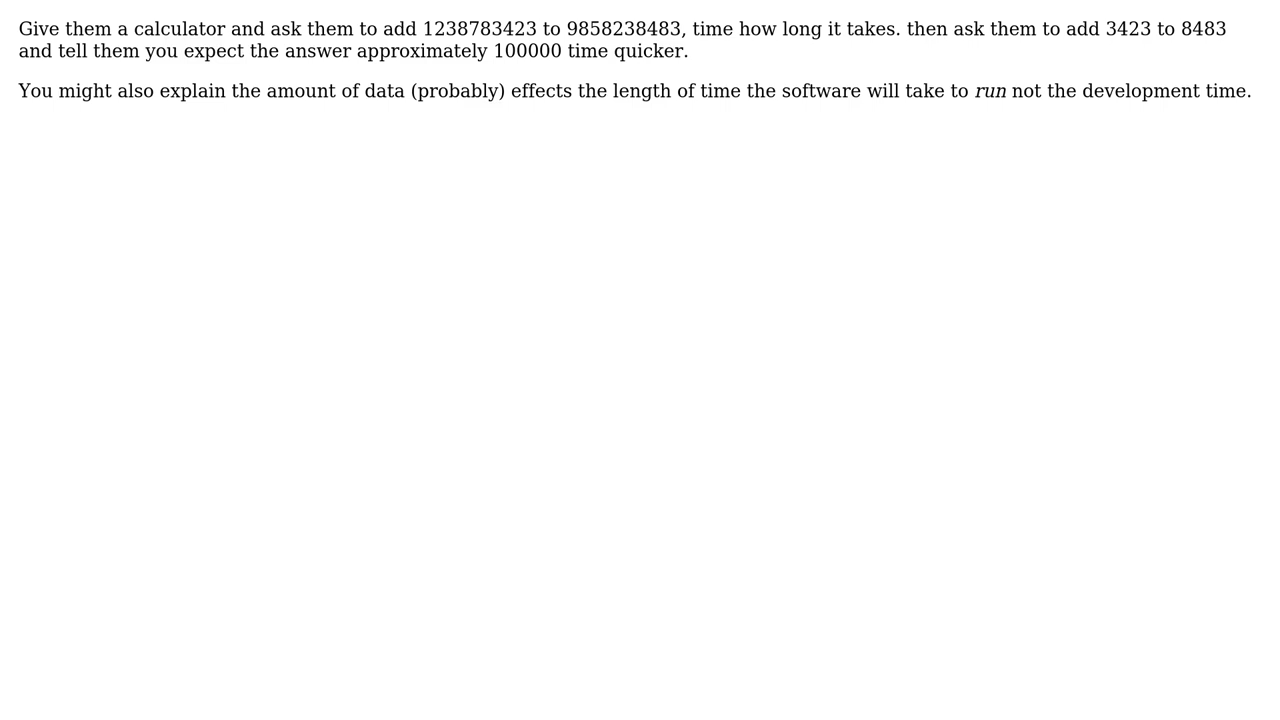 Give them a calculator and ask them to add 1238783423 to 9858238483, time how long it takes. then ask them to add 3423 to 8483
and tell them you expect the answer approximately 100000 time quicker.
You might also explain the amount of data (probably) effects the length of time the software will take to run not the development time.